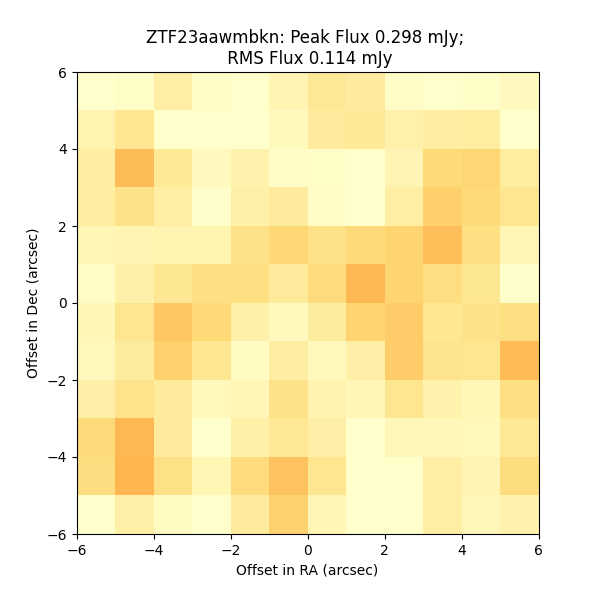 ZTF23aawmbkn: Peak Flux 0.298 mJy;
RMS Flux 0.114 mJy
6
4
2
0
−2
−4
−6
Offset in Dec (arcsec)
−6 −4 −2 0 2 4 6
Offset in RA (arcsec)